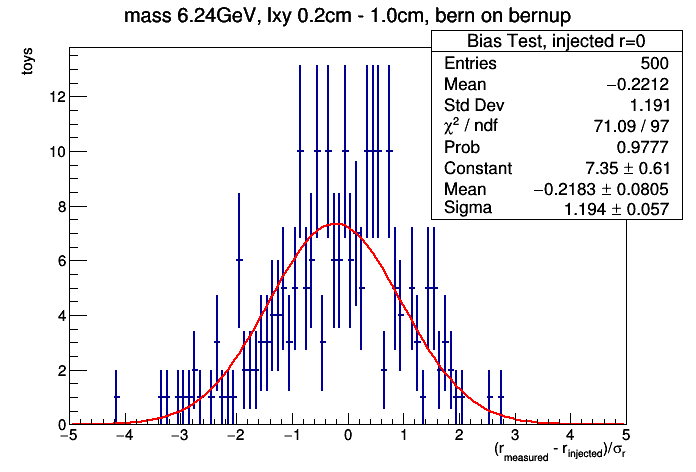 mass 6.24GeV, lxy 0.2cm - 1.0cm, bern on bernup
Bias Test, injected r=0
Entries 500
Mean −0.2212
Std Dev 1.191
χ² / ndf 71.09 / 97
Prob 0.9777
Constant 7.35 ± 0.61
Mean −0.2183 ± 0.0805
Sigma 1.194 ± 0.057
toys
12
10
8
6
4
2
0
−5 −4 −3 −2 −1 0 1 2 3 4 5
(r_measured - r_injected)/σ_r